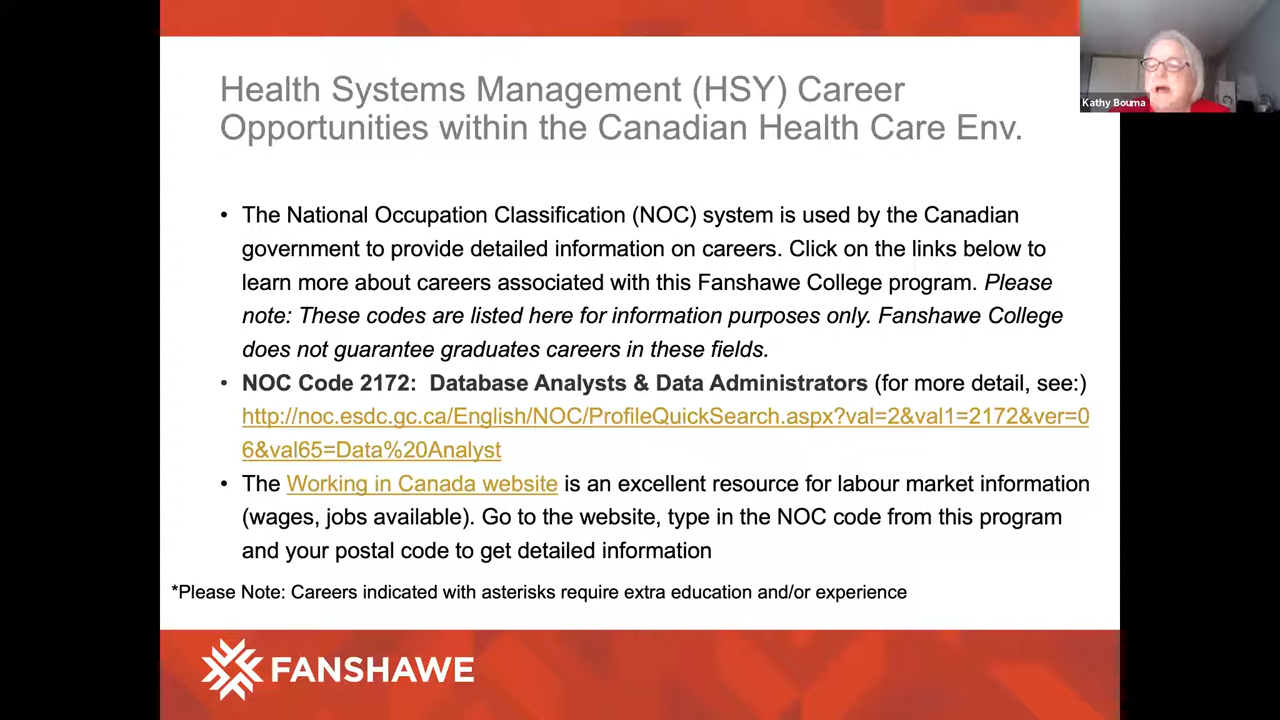 Health Systems Management (HSY) Career
Opportunities within the Canadian Health Care Env.
Kathy Bouma
• The National Occupation Classification (NOC) system is used by the Canadian
government to provide detailed information on careers. Click on the links below to
learn more about careers associated with this Fanshawe College program. Please
note: These codes are listed here for information purposes only. Fanshawe College
does not guarantee graduates careers in these fields.
• NOC Code 2172: Database Analysts & Data Administrators (for more detail, see:)
http://noc.esdc.gc.ca/English/NOC/ProfileQuickSearch.aspx?val=2&val1=2172&ver=0
6&val65=Data%20Analyst
• The Working in Canada website is an excellent resource for labour market information
(wages, jobs available). Go to the website, type in the NOC code from this program
and your postal code to get detailed information
*Please Note: Careers indicated with asterisks require extra education and/or experience
FANSHAWE